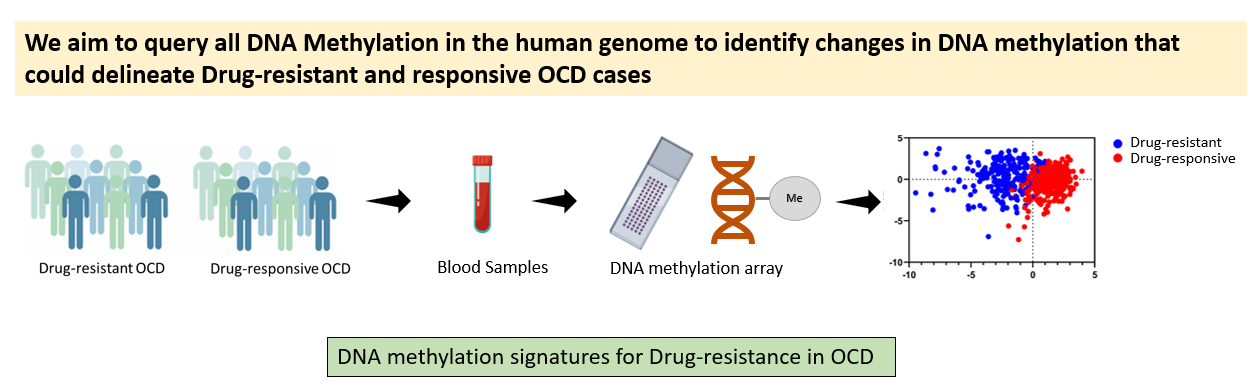 We aim to query all DNA Methylation in the human genome to identify changes in DNA methylation that
could delineate Drug-resistant and responsive OCD cases
Drug-resistant OCD
Drug-responsive OCD
Blood Samples
DNA methylation array
Me
5
0
-5
-10
-10
-5
0
5
Drug-resistant
Drug-responsive
DNA methylation signatures for Drug-resistance in OCD